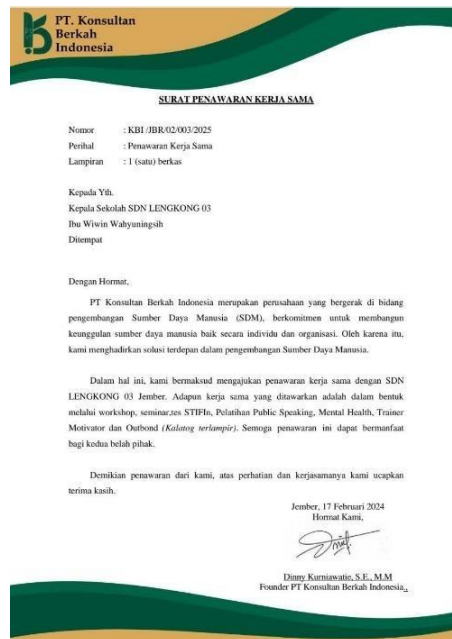 PT. Konsultan
Berkah
Indonesia
SURAT PENAWARAN KERJA SAMA
Nomor : KBI /JBR/02/003/2025
Perihal : Penawaran Kerja Sama
Lampiran : 1 (satu) berkas
Kepada Yth.
Kepala Sekolah SDN LENGKONG 03
Ibu Wiwin Wahyuningsih
Ditempat
Dengan Hormat,
PT Konsultan Berkah Indonesia merupakan perusahaan yang bergerak di bidang
pengembangan Sumber Daya Manusia (SDM), berkomitmen untuk membangun
keunggulan sumber daya manusia baik secara individu dan organisasi. Oleh karena itu,
kami menghadirkan solusi terdepan dalam pengembangan Sumber Daya Manusia.
Dalam hal ini, kami bermaksud mengajukan penawaran kerja sama dengan SDN
LENGKONG 03 Jember. Adapun kerja sama yang ditawarkan adalah dalam bentuk
melalui workshop, seminar,tes STIFIn, Pelatihan Public Speaking, Mental Health, Trainer
Motivator dan Outbond (Kalatog terlampir). Semoga penawaran ini dapat bermanfaat
bagi kedua belah pihak.
Demikian penawaran dari kami, atas perhatian dan kerjasamanya kami ucapkan
terima kasih.
Jember, 17 Februari 2024
Hormat Kami,
Dinny Kurniawatie, S.E., M.M
Founder PT Konsultan Berkah Indonesia.,